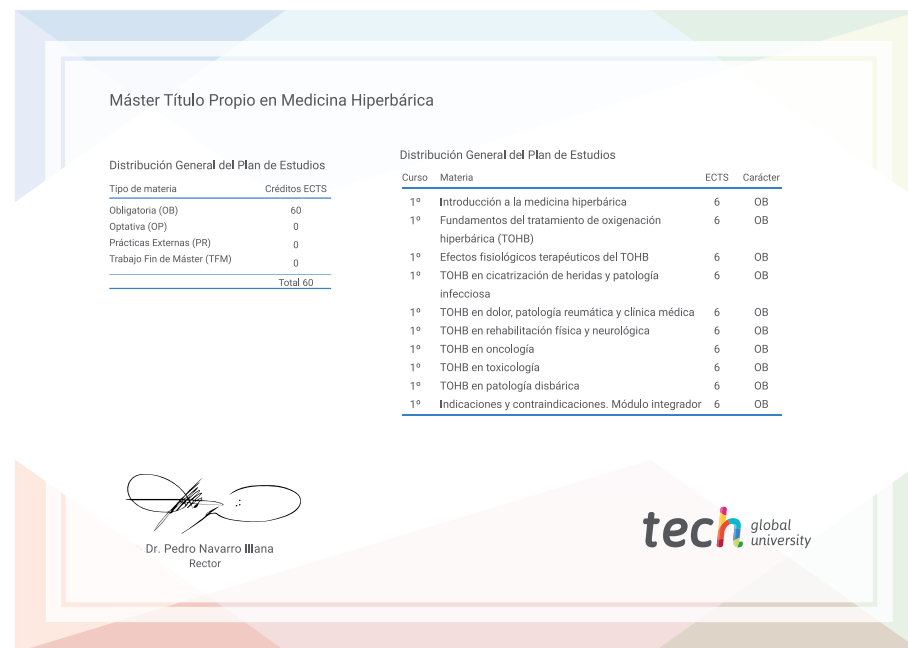 Máster Título Propio en Medicina Hiperbárica
Distribución General del Plan de Estudios
Tipo de materia Créditos ECTS
Obligatoria (OB) 60
Optativa (OP) 0
Prácticas Externas (PR) 0
Trabajo Fin de Máster (TFM) 0
Total 60
Distribución General del Plan de Estudios
Curso Materia ECTS Carácter
1º Introducción a la medicina hiperbárica 6 OB
1º Fundamentos del tratamiento de oxigenación 6 OB
hiperbárica (TOHB)
1º Efectos fisiológicos terapéuticos del TOHB 6 OB
1º TOHB en cicatrización de heridas y patología 6 OB
infecciosa
1º TOHB en dolor, patología reumática y clínica médica 6 OB
1º TOHB en rehabilitación física y neurológica 6 OB
1º TOHB en oncología 6 OB
1º TOHB en toxicología 6 OB
1º TOHB en patología disbárica 6 OB
1º Indicaciones y contraindicaciones. Módulo integrador 6 OB
Dr. Pedro Navarro Illana
Rector
tech global
university